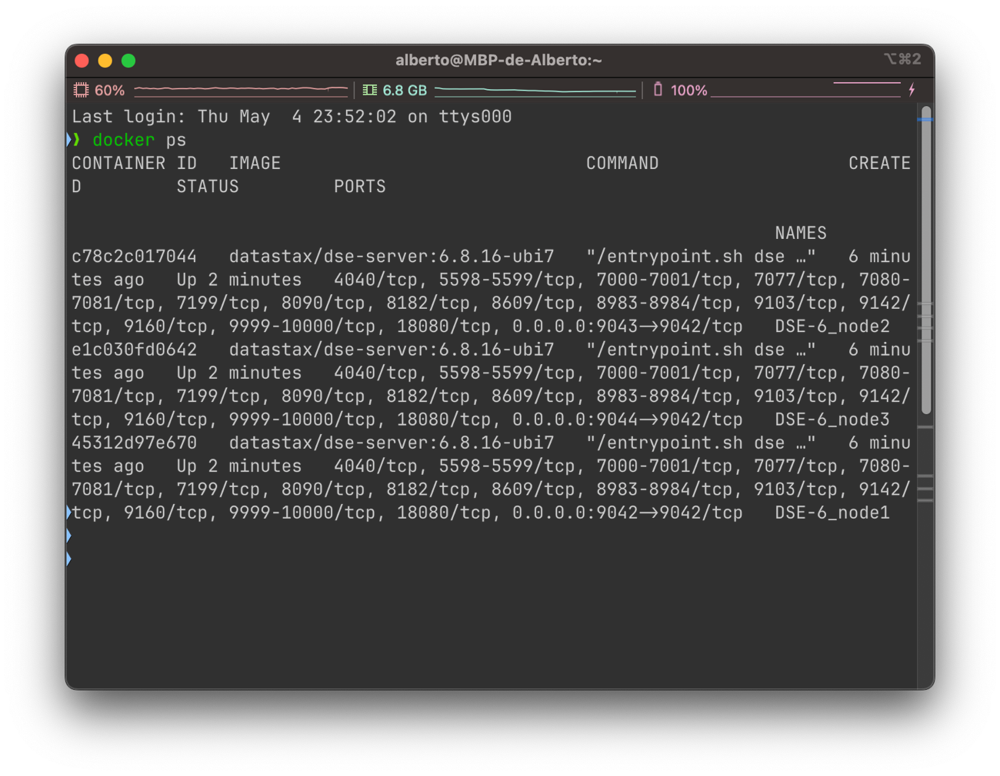 alberto@MBP-de-Alberto:~
⌥⌘2
60%
6.8 GB
100%
Last login: Thu May  4 23:52:02 on ttys000
❯ docker ps
CONTAINER ID   IMAGE                             COMMAND                  CREATE
D         STATUS         PORTS
NAMES
c78c2c017044   datastax/dse-server:6.8.16-ubi7   "/entrypoint.sh dse …"   6 minu
tes ago   Up 2 minutes   4040/tcp, 5598-5599/tcp, 7000-7001/tcp, 7077/tcp, 7080-
7081/tcp, 7199/tcp, 8090/tcp, 8182/tcp, 8609/tcp, 8983-8984/tcp, 9103/tcp, 9142/
tcp, 9160/tcp, 9999-10000/tcp, 18080/tcp, 0.0.0.0:9043->9042/tcp   DSE-6_node2
e1c030fd0642   datastax/dse-server:6.8.16-ubi7   "/entrypoint.sh dse …"   6 minu
tes ago   Up 2 minutes   4040/tcp, 5598-5599/tcp, 7000-7001/tcp, 7077/tcp, 7080-
7081/tcp, 7199/tcp, 8090/tcp, 8182/tcp, 8609/tcp, 8983-8984/tcp, 9103/tcp, 9142/
tcp, 9160/tcp, 9999-10000/tcp, 18080/tcp, 0.0.0.0:9044->9042/tcp   DSE-6_node3
45312d97e670   datastax/dse-server:6.8.16-ubi7   "/entrypoint.sh dse …"   6 minu
tes ago   Up 2 minutes   4040/tcp, 5598-5599/tcp, 7000-7001/tcp, 7077/tcp, 7080-
7081/tcp, 7199/tcp, 8090/tcp, 8182/tcp, 8609/tcp, 8983-8984/tcp, 9103/tcp, 9142/
tcp, 9160/tcp, 9999-10000/tcp, 18080/tcp, 0.0.0.0:9042->9042/tcp   DSE-6_node1